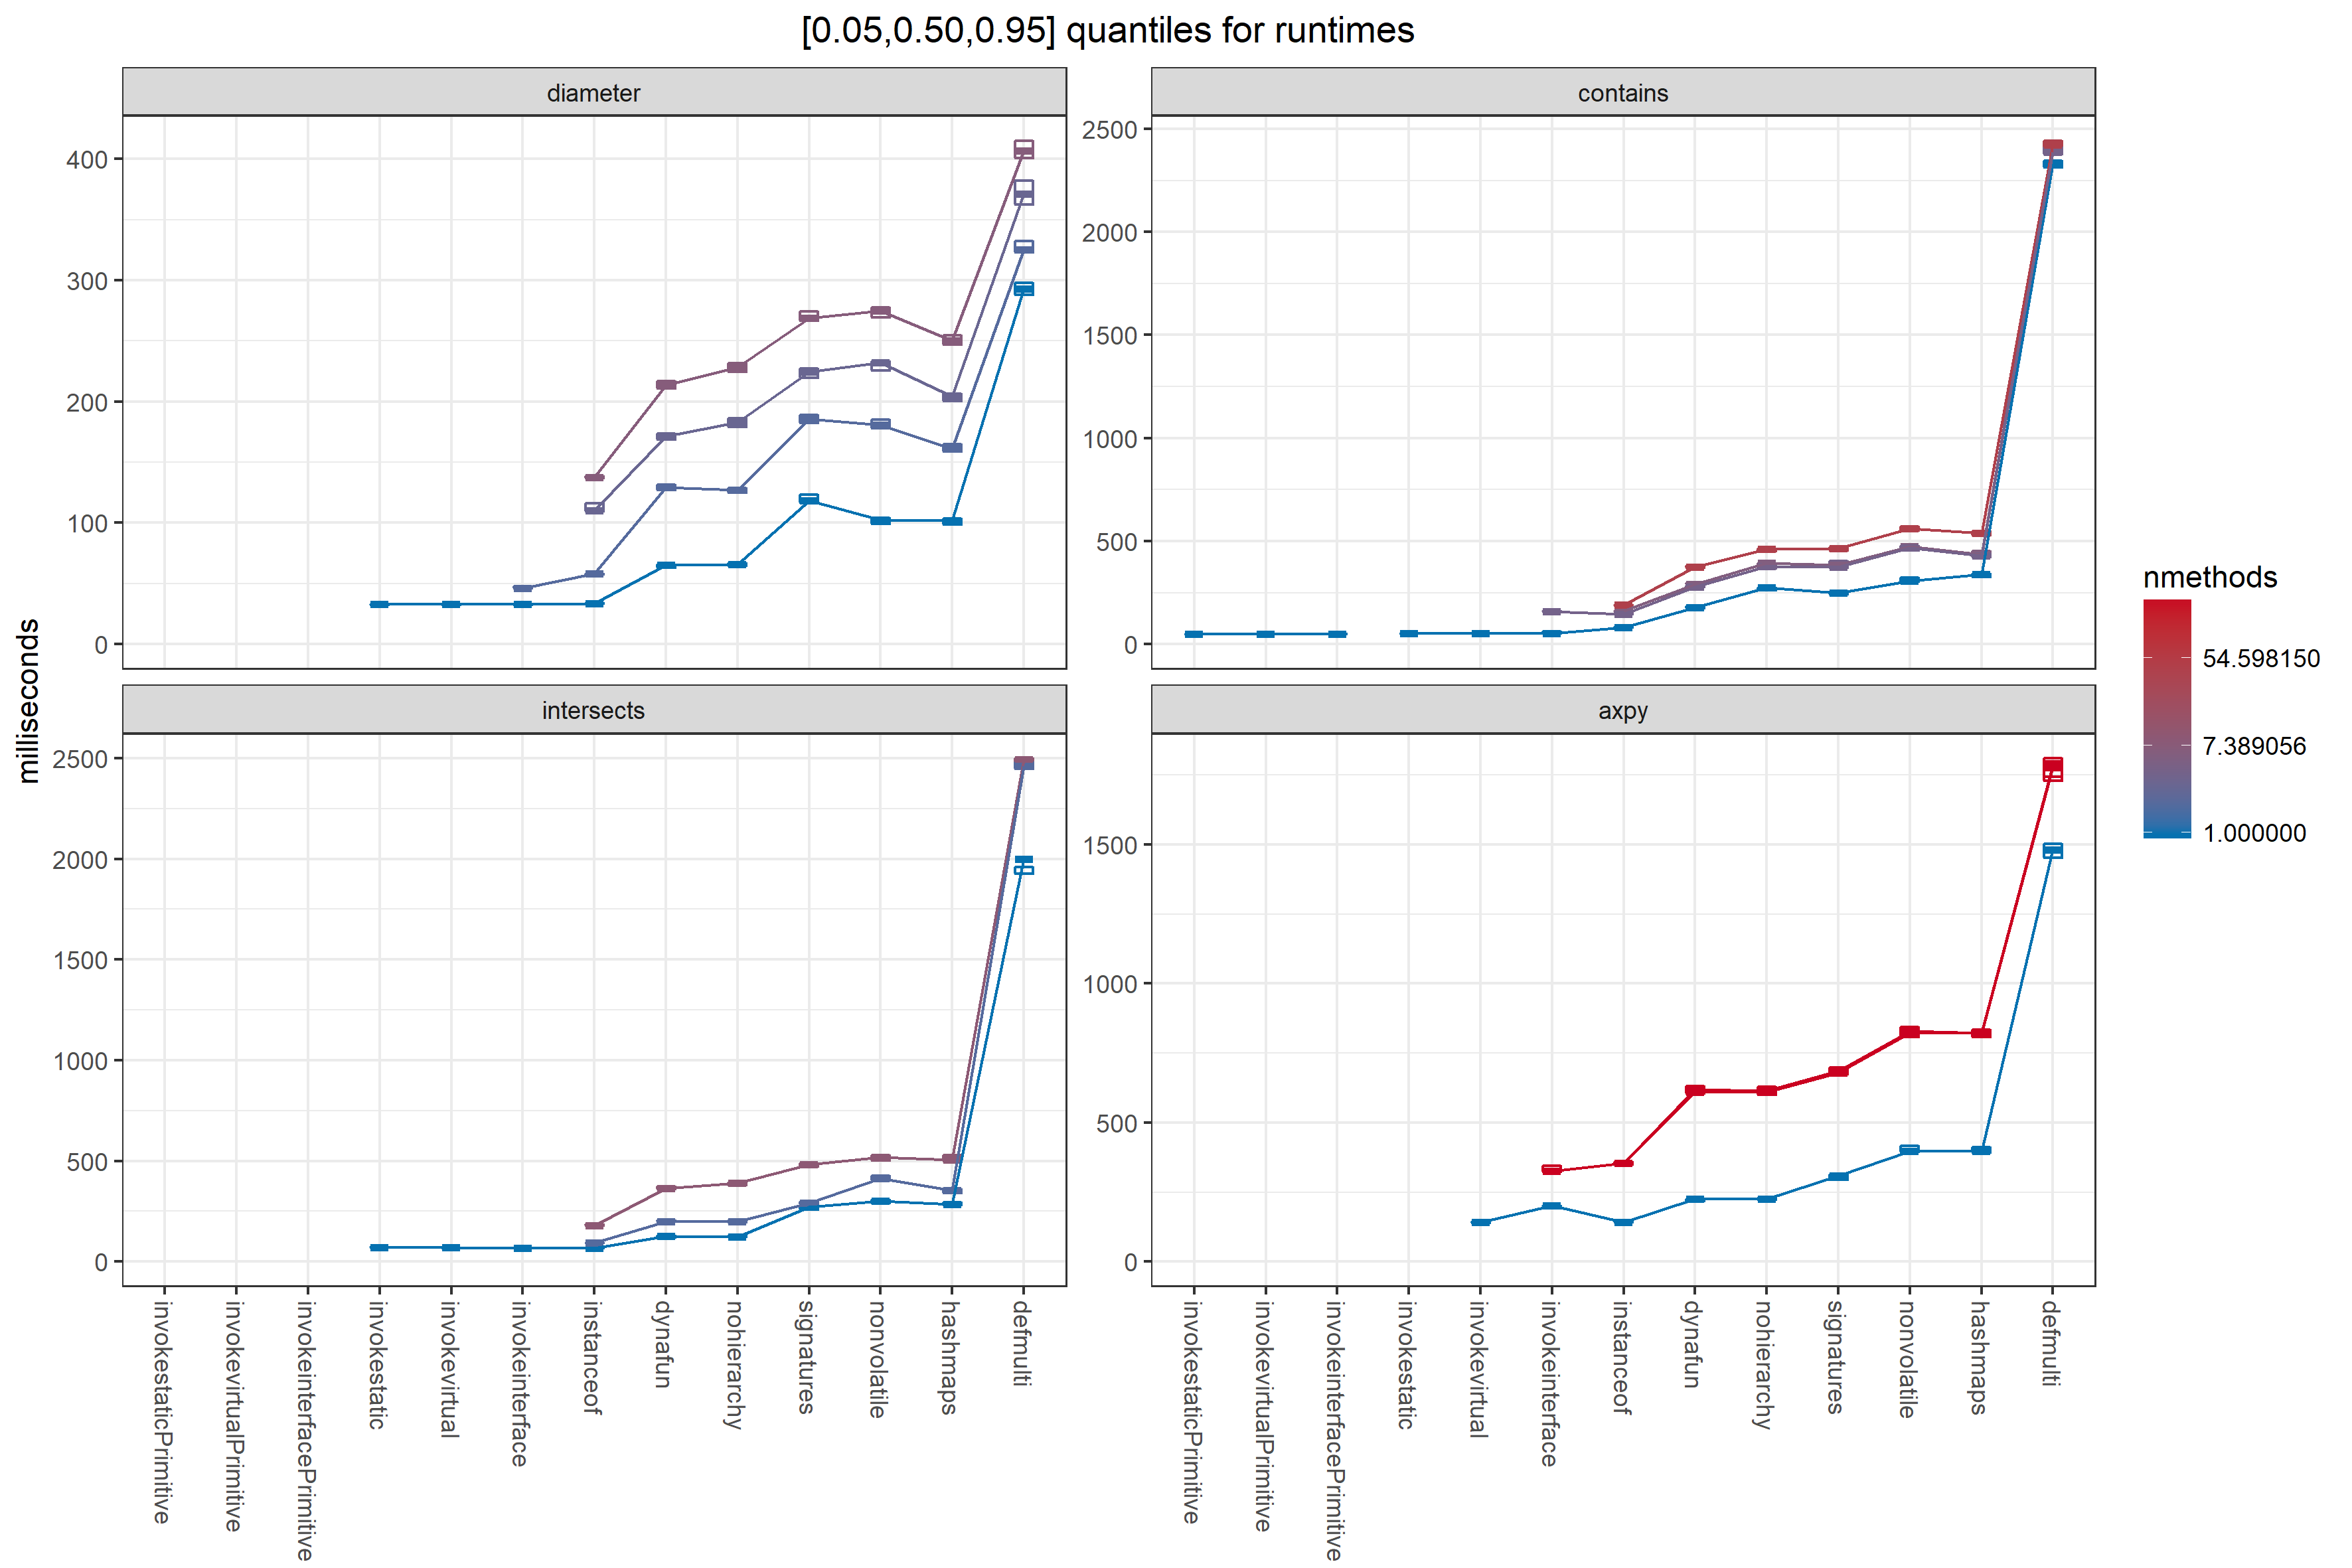 [0.05,0.50,0.95] quantiles for runtimes
milliseconds
diameter
400
300
200
100
0
contains
2500
2000
1500
1000
500
0
intersects
2500
2000
1500
1000
500
0
axpy
1500
1000
500
0
invokestaticPrimitive
invokevirtualPrimitive
invokeinterfacePrimitive
invokestatic
invokevirtual
invokeinterface
instanceof
dynafun
nohierarchy
signatures
nonvolatile
hashmaps
defmulti
invokestaticPrimitive
invokevirtualPrimitive
invokeinterfacePrimitive
invokestatic
invokevirtual
invokeinterface
instanceof
dynafun
nohierarchy
signatures
nonvolatile
hashmaps
defmulti
nmethods
54.598150
7.389056
1.000000